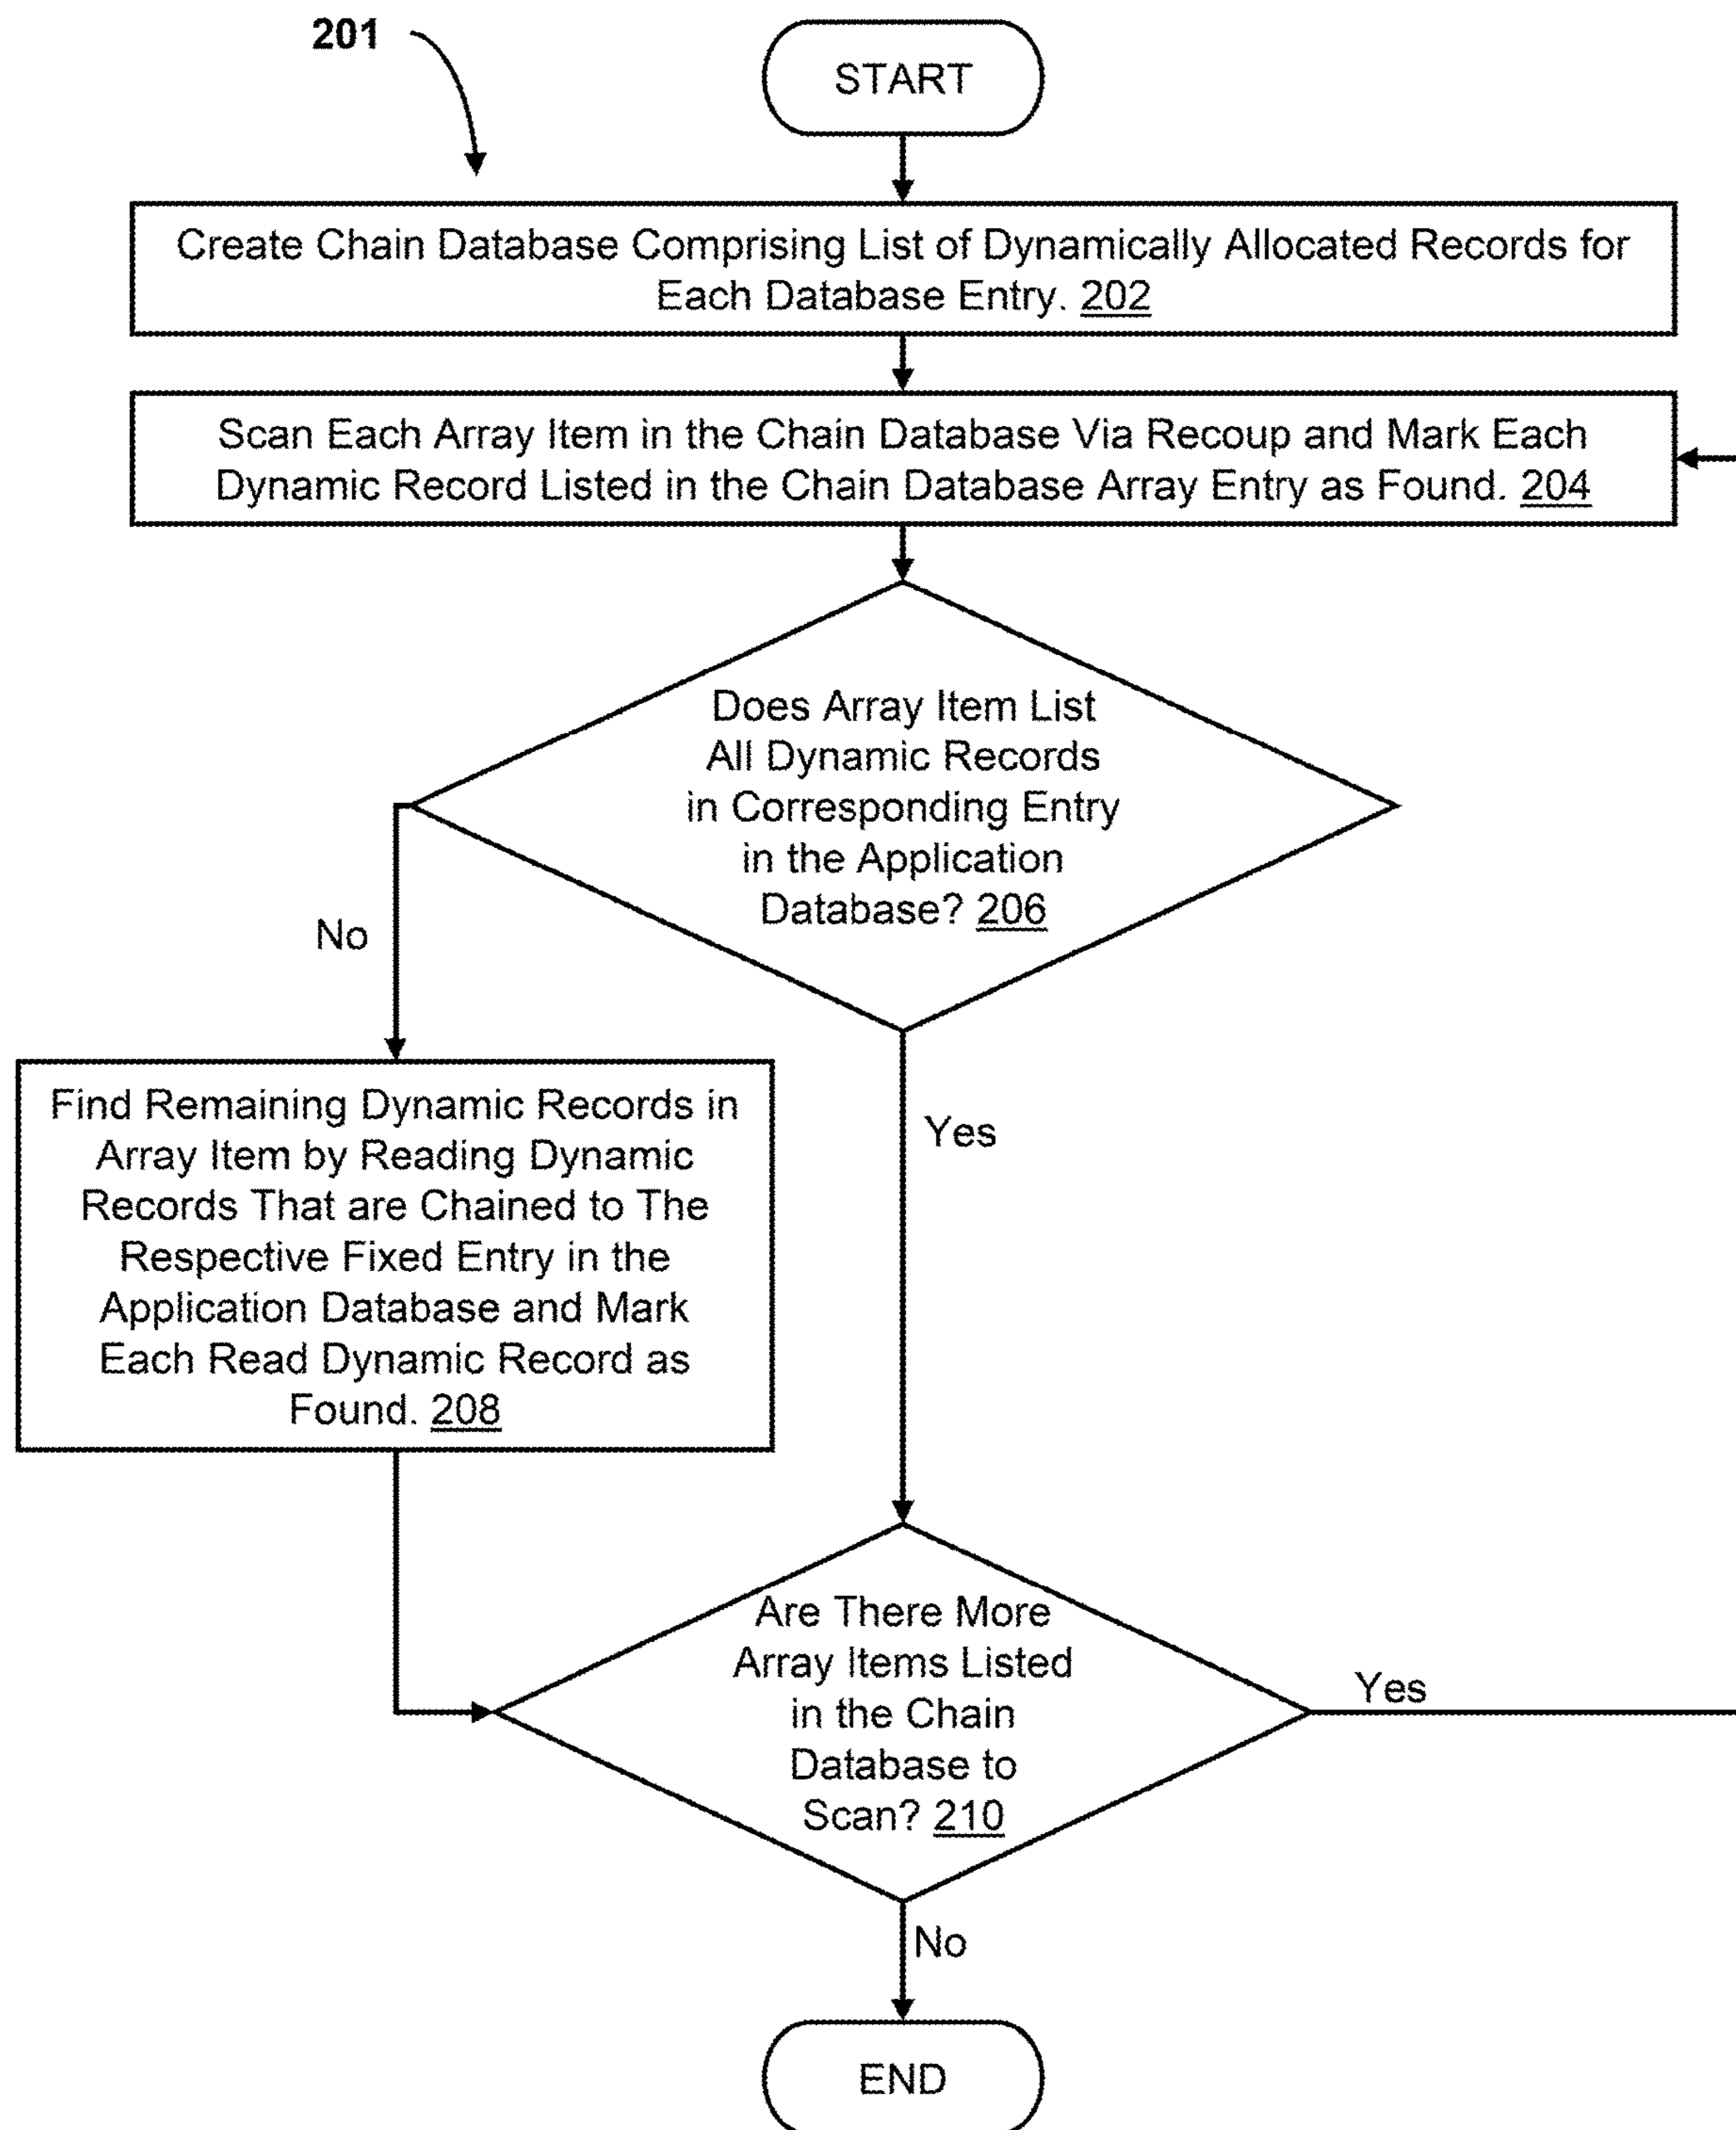 201
START
Create Chain Database Comprising List of Dynamically Allocated Records for
Each Database Entry. 202
Scan Each Array Item in the Chain Database Via Recoup and Mark Each
Dynamic Record Listed in the Chain Database Array Entry as Found. 204
Does Array Item List
All Dynamic Records
in Corresponding Entry
in the Application
Database? 206
No
Yes
Find Remaining Dynamic Records in
Array Item by Reading Dynamic
Records That are Chained to The
Respective Fixed Entry in the
Application Database and Mark
Each Read Dynamic Record as
Found. 208
Are There More
Array Items Listed
in the Chain
Database to
Scan? 210
Yes
No
END